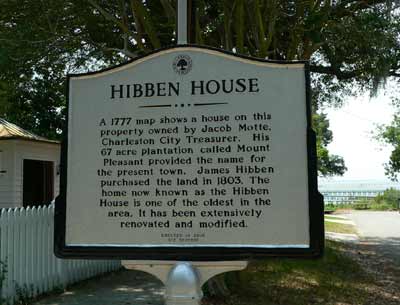 HIBBEN HOUSE
A 1777 map shows a house on this
property owned by Jacob Motte,
Charleston City Treasurer. His
67 acre plantation called Mount
Pleasant provided the name for
the present town. James Hibben
purchased the land in 1803. The
home now known as the Hibben
House is one of the oldest in the
area. It has been extensively
renovated and modified.